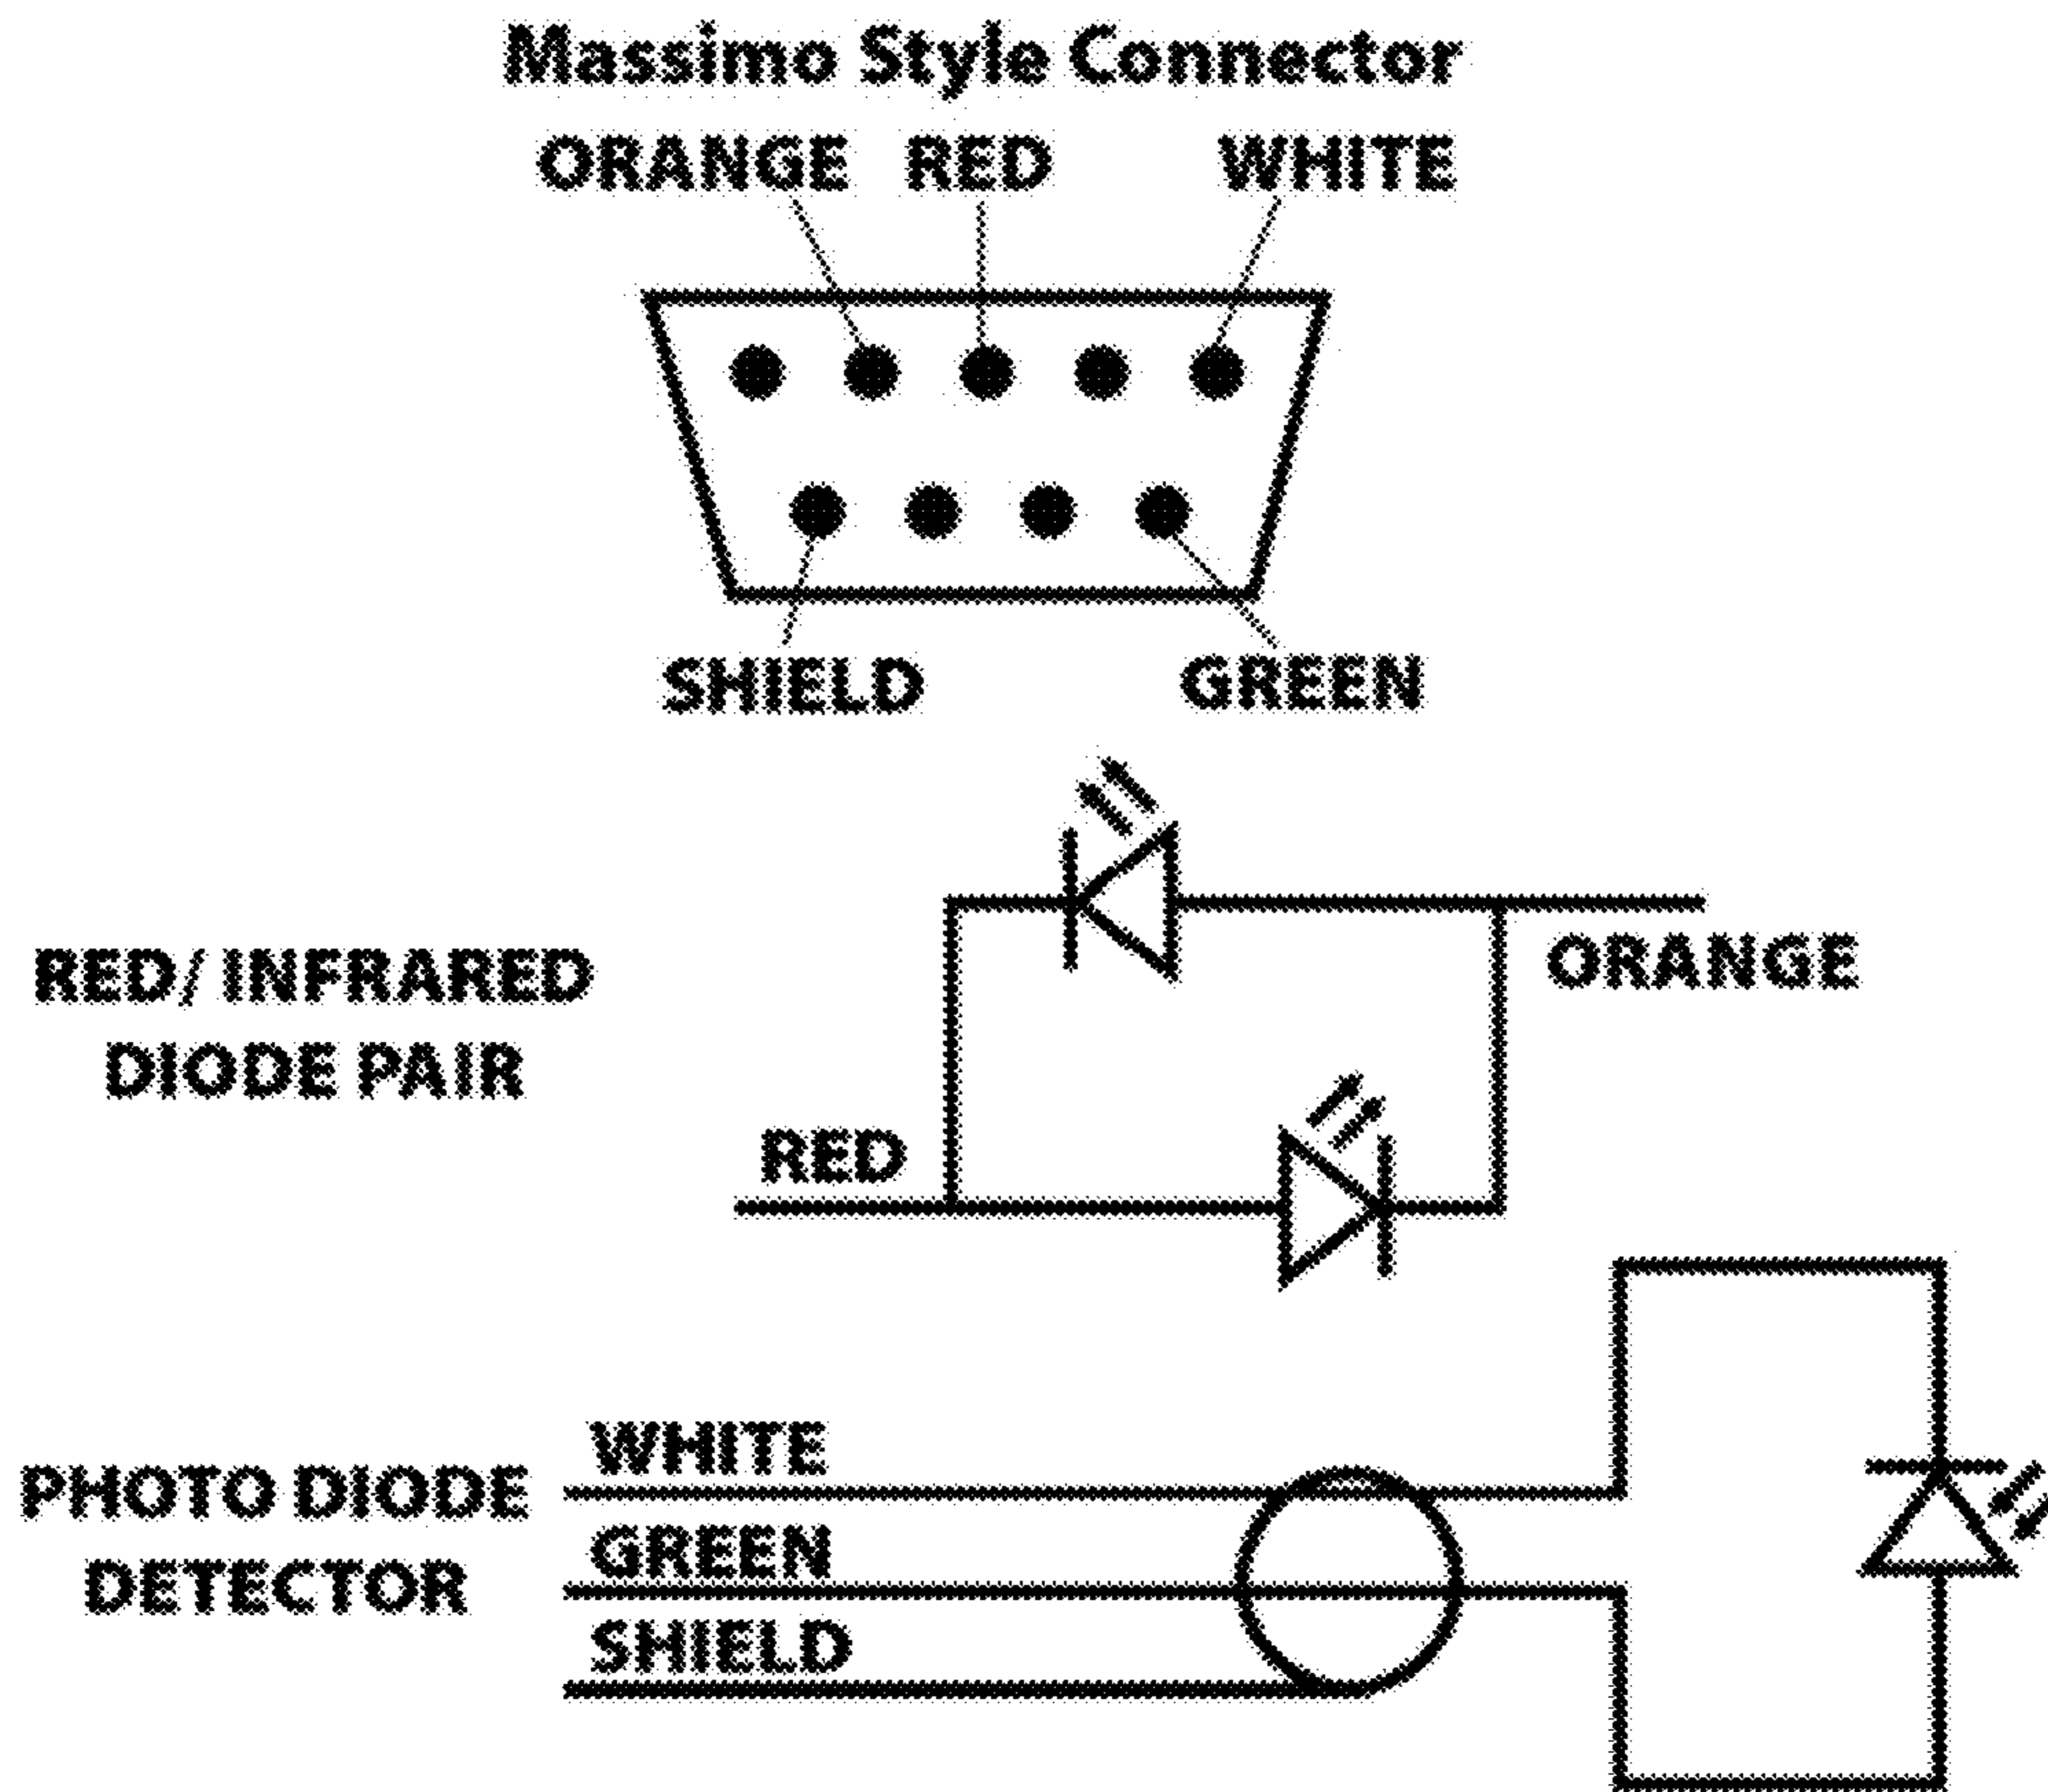 Massimo Style Connector
ORANGE RED WHITE
SHIELD GREEN
ORANGE
RED/ INFRARED
DIODE PAIR
RED
WHITE
PHOTO DIODE
GREEN
DETECTOR
SHIELD